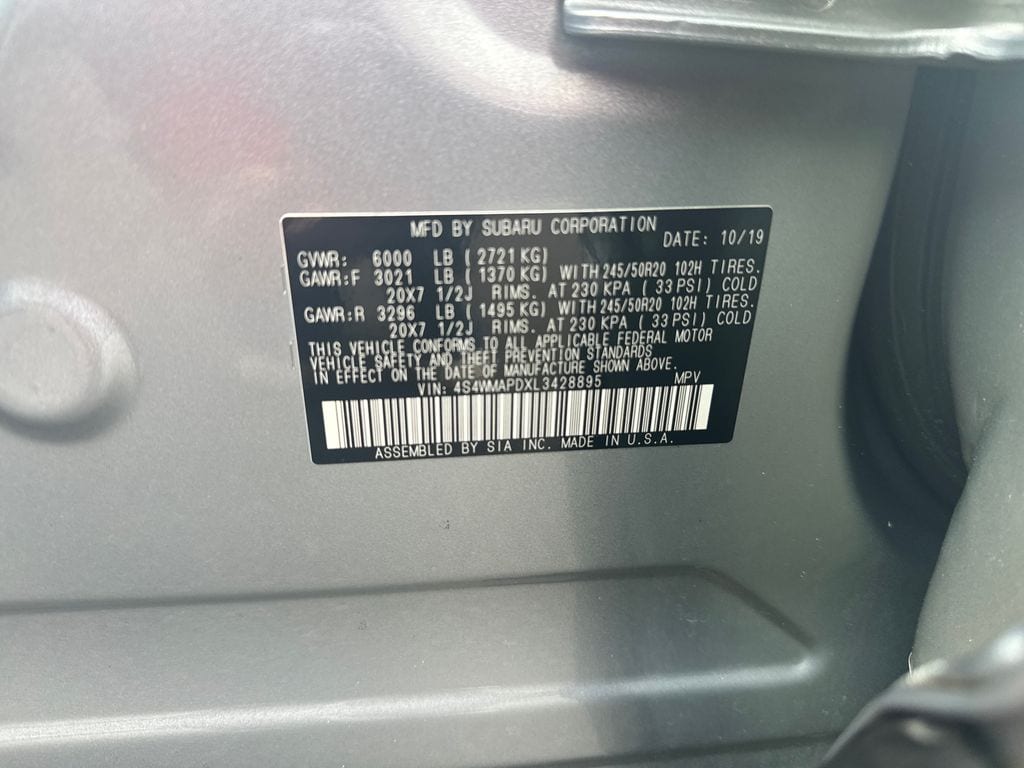 MFD BY SUBARU CORPORATION DATE: 10/19
GVWR: 6000 LB ( 2721 KG)
GAWR:F 3021 LB ( 1370 KG) WITH 245/50R20 102H TIRES.
20X7 1/2J RIMS. AT 230 KPA ( 33 PSI) COLD
GAWR:R 3296 LB ( 1495 KG) WITH 245/50R20 102H TIRES.
20X7 1/2J RIMS. AT 230 KPA ( 33 PSI) COLD
THIS VEHICLE CONFORMS TO ALL APPLICABLE FEDERAL MOTOR
VEHICLE SAFETY AND THEFT PREVENTION STANDARDS
IN EFFECT ON THE DATE OF MANUFACTURE SHOWN ABOVE.
VIN: 4S4WMAPDXL3428895 MPV
ASSEMBLED BY SIA INC. MADE IN U.S.A.